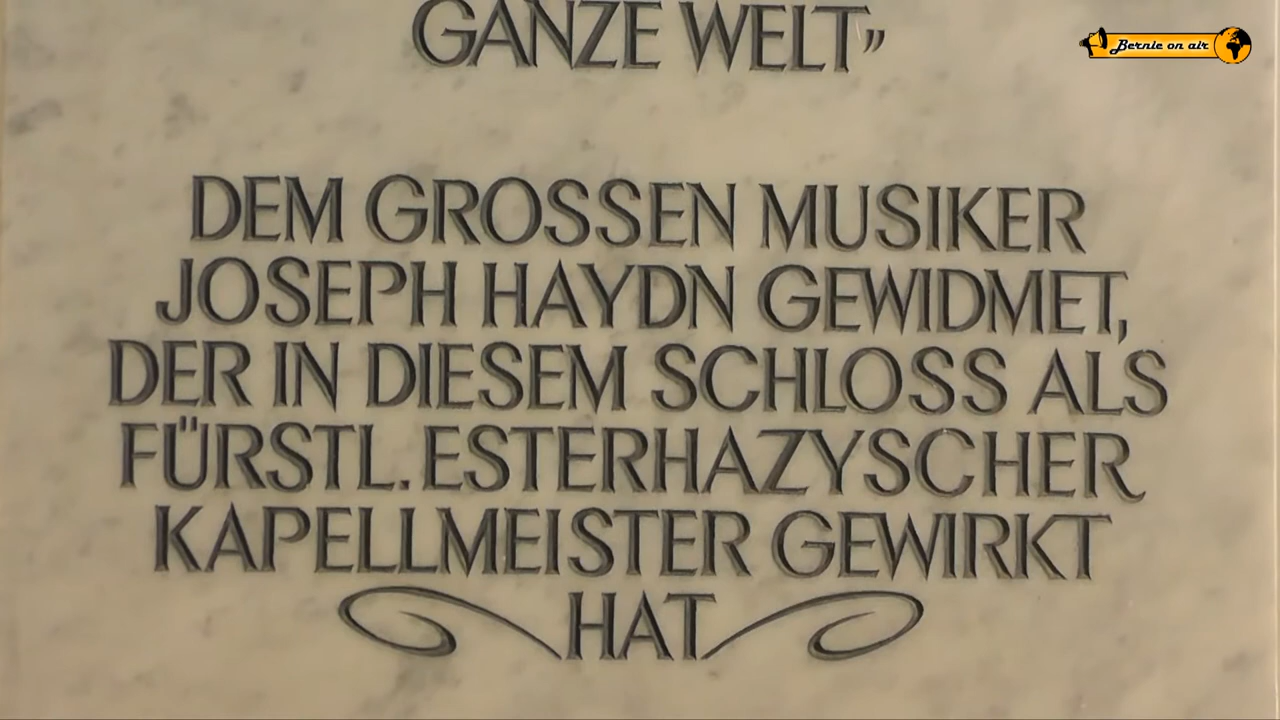 GANZE WELT”
Bernie on air
DEM GROSSEN MUSIKER
JOSEPH HAYDN GEWIDMET,
DER IN DIESEM SCHLOSS ALS
FÜRSTL. ESTERHAZYSCHER
KAPELLMEISTER GEWIRKT
HAT